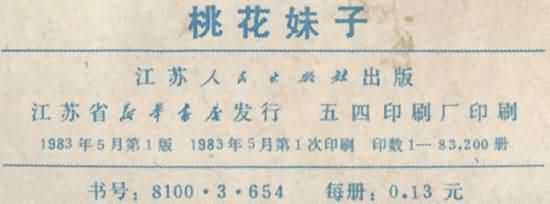 桃花妹子
江苏人民出版社出版
江苏省新华书店发行 五四印刷厂印刷
1983年5月第1版 1983年5月第1次印刷 印数1—83,200册
书号：8100·3·654 每册：0.13元